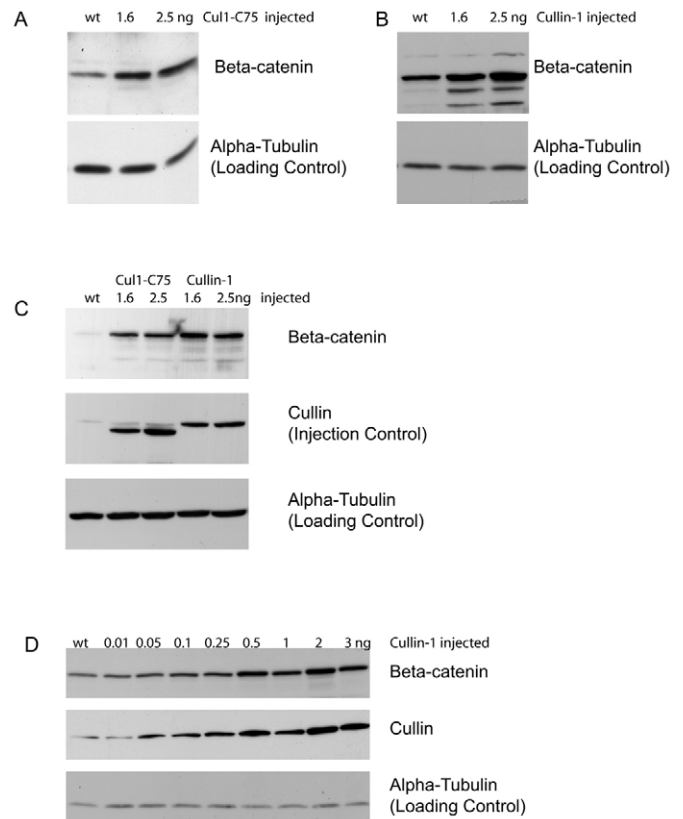 A
wt 1.6 2.5 ng Cul1-C75 injected
Beta-catenin
Alpha-Tubulin
(Loading Control)
B
wt 1.6 2.5 ng Cullin-1 injected
Beta-catenin
Alpha-Tubulin
(Loading Control)
C
Cul1-C75 Cullin-1
wt 1.6 2.5 1.6 2.5ng injected
Beta-catenin
Cullin
(Injection Control)
Alpha-Tubulin
(Loading Control)
D
wt 0.01 0.05 0.1 0.25 0.5 1 2 3 ng Cullin-1 injected
Beta-catenin
Cullin
Alpha-Tubulin
(Loading Control)